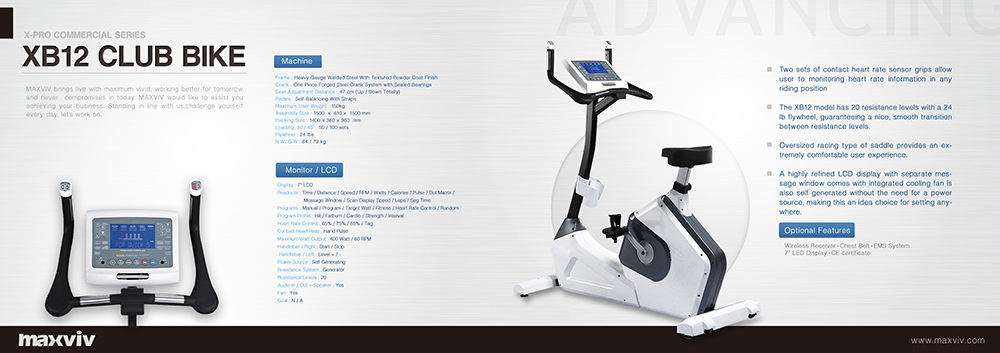 ADVANCING
X-PRO COMMERCIAL SERIES
XB12 CLUB BIKE
MAXVIV brings live with maximum vivid, working better for tomorrow
and never compromises in today. MAXVIV would like to assist you
achieving your business. Standing in line with us,challenge yourself
every day, let's work on.
Machine
Frame : Heavy-Gauge Welded Steel With Textured Powder Coat Finish
Crank : One Piece Forged Steel Crank System with Sealed Bearings
Seat Adjustment Distance : 47 cm (Up / Down Totally)
Pedals : Self-Balancing With Straps
Maximum User Weight : 150kg
Assembly Size : 1500 x 610 x 1500 mm
Packing Size : 1400 x 360 x 960 mm
Loading 20'/ 40' : 50 / 100 sets
Flywheel : 24 lbs
N.W/ G.W : 64 / 79 kg
Monitor / LCD
Display : 7" LCD
Readouts : Time / Distance / Speed / RPM / Watts / Calories / Pulse / Dot Matrix /
Message Window / Scan Display Speed / Laps / Seg Time
Programs : Manual / Program / Target Watt / Fitness / Heart Rate Control / Random
Program Profile : Hill / Fatburn / Cardio / Strength / Interval
Heart Rate Control : 65% / 75% / 85% / Tag
Contact Heart Rate : Hand Pulse
Maximum Watt Output : 400 Watt / 60 RPM
Handlebar / Right : Start / Stop
Handlebar / Left : Level + / -
Power Source : Self-Generating
Resistance System : Generator
Resistance Levels : 20
Audio in / Out + Speaker : Yes
Fan : Yes
Goal : N / A
Two sets of contact heart rate sensor grips allow
user to monitoring heart rate information in any
riding position
The XB12 model has 20 resistance levels with a 24
lb flywheel, guaranteeing a nice, smooth transition
between resistance levels.
Oversized racing type of saddle provides an ex-
tremely comfortable user experience.
A highly refined LCD display with separate mes-
sage window comes with integrated cooling fan is
also self generated without the need for a power
source, making this an idea choice for setting any-
where.
Optional Features
Wireless Receiver・Chest Belt・EMS System
7" LED Display・CE certificate
maxviv
www.maxviv.com